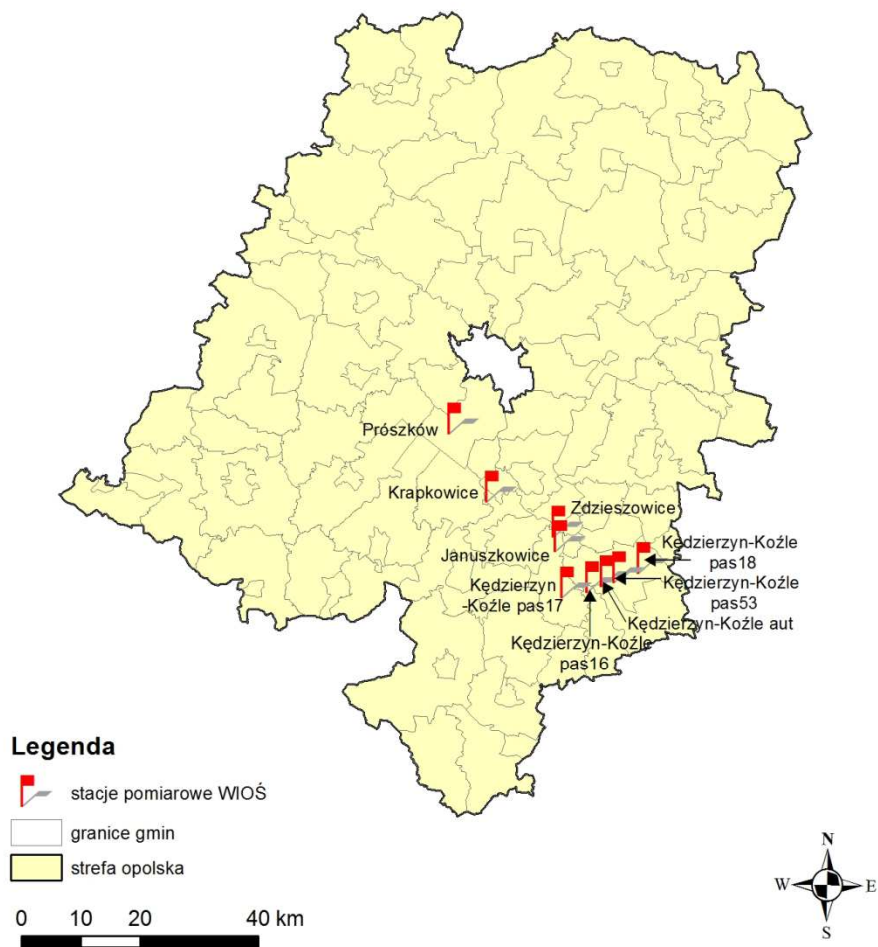 Prószków
Krapkowice
Zdzieszowice
Januszkowice
Kędzierzyn-Koźle
pas18
Kędzierzyn
-Koźle pas17
Kędzierzyn-Koźle
pas53
Kędzierzyn-Koźle aut
Kędzierzyn-Koźle
pas16
Legenda
stacje pomiarowe WIOŚ
granice gmin
strefa opolska
0 10 20 40 km
N
W E
S